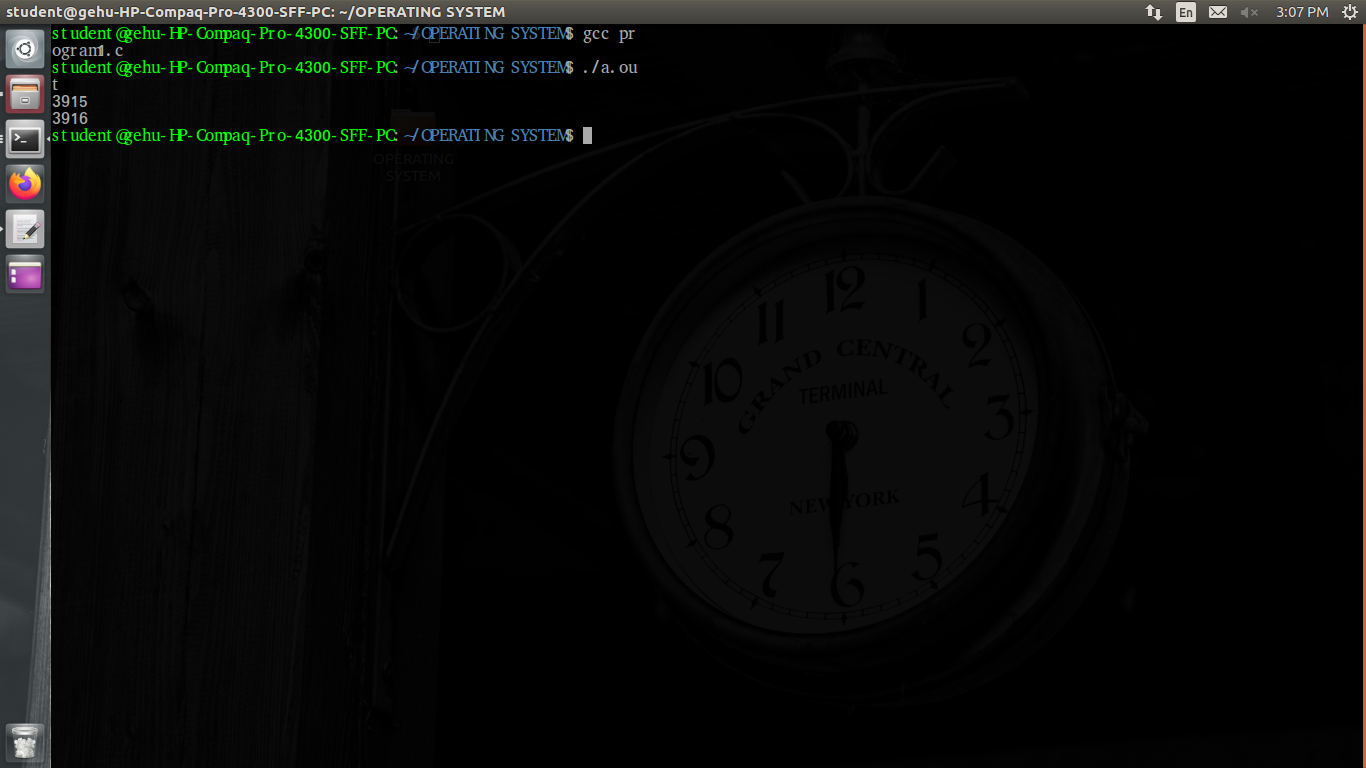 student@gehu-HP-Compaq-Pro-4300-SFF-PC: ~/OPERATING SYSTEM
En
3:07 PM
student@gehu-HP-Compaq-Pro-4300-SFF-PC:~/OPERATING SYSTEM$ gcc pr
ogram1.c
student@gehu-HP-Compaq-Pro-4300-SFF-PC:~/OPERATING SYSTEM$ ./a.ou
t
3915
3916
student@gehu-HP-Compaq-Pro-4300-SFF-PC:~/OPERATING SYSTEM$
OPERATING
SYSTEM
12
1
2
3
4
5
6
7
8
9
10
11
GRAND CENTRAL
TERMINAL
NEW YORK